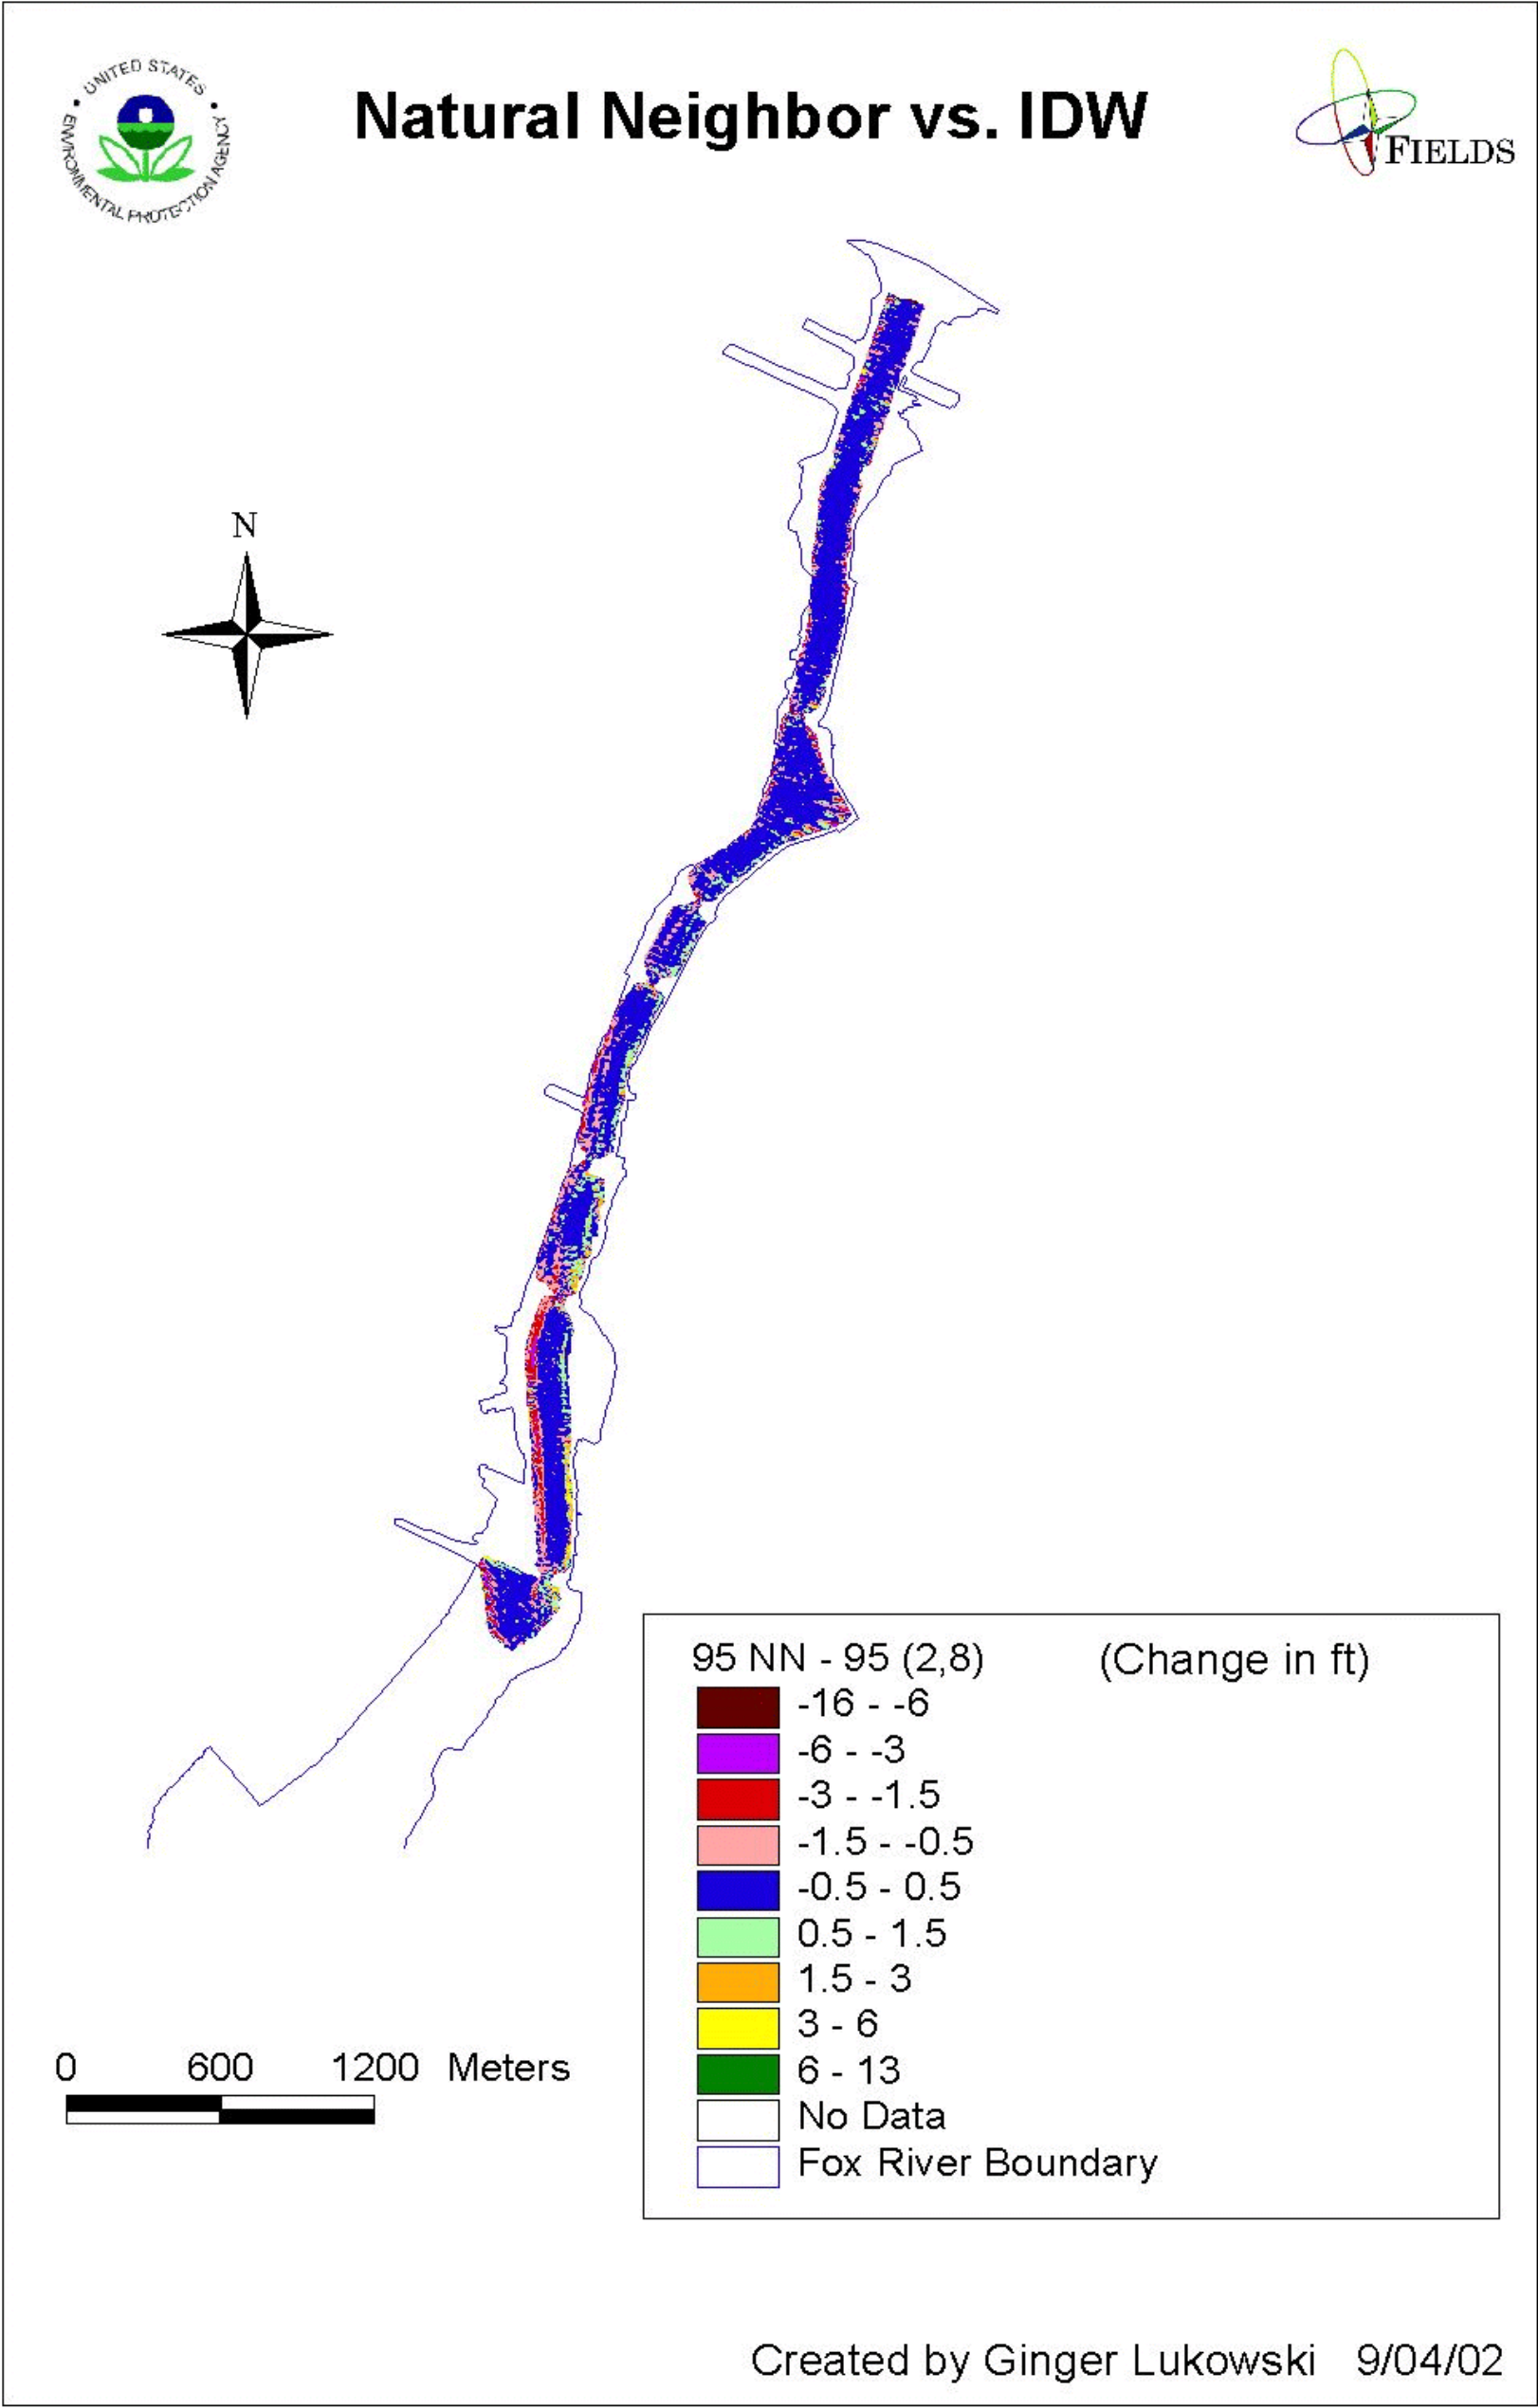 UNITED STATES
ENVIRONMENTAL PROTECTION AGENCY
Natural Neighbor vs. IDW
FIELDS
N
95 NN - 95 (2,8) (Change in ft)
-16 - -6
-6 - -3
-3 - -1.5
-1.5 - -0.5
-0.5 - 0.5
0.5 - 1.5
1.5 - 3
3 - 6
6 - 13
No Data
Fox River Boundary
0 600 1200 Meters
Created by Ginger Lukowski 9/04/02